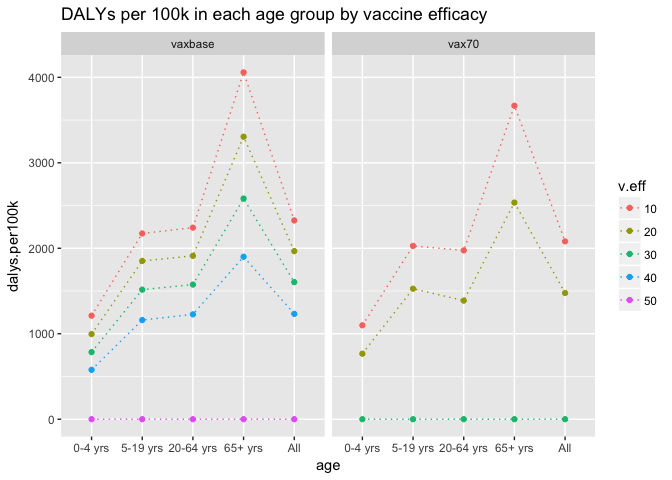 DALYs per 100k in each age group by vaccine efficacy
vaxbase
vax70
dalys.per100k
4000
3000
2000
1000
0
0-4 yrs
5-19 yrs
20-64 yrs
65+ yrs
All
0-4 yrs
5-19 yrs
20-64 yrs
65+ yrs
All
age
v.eff
10
20
30
40
50